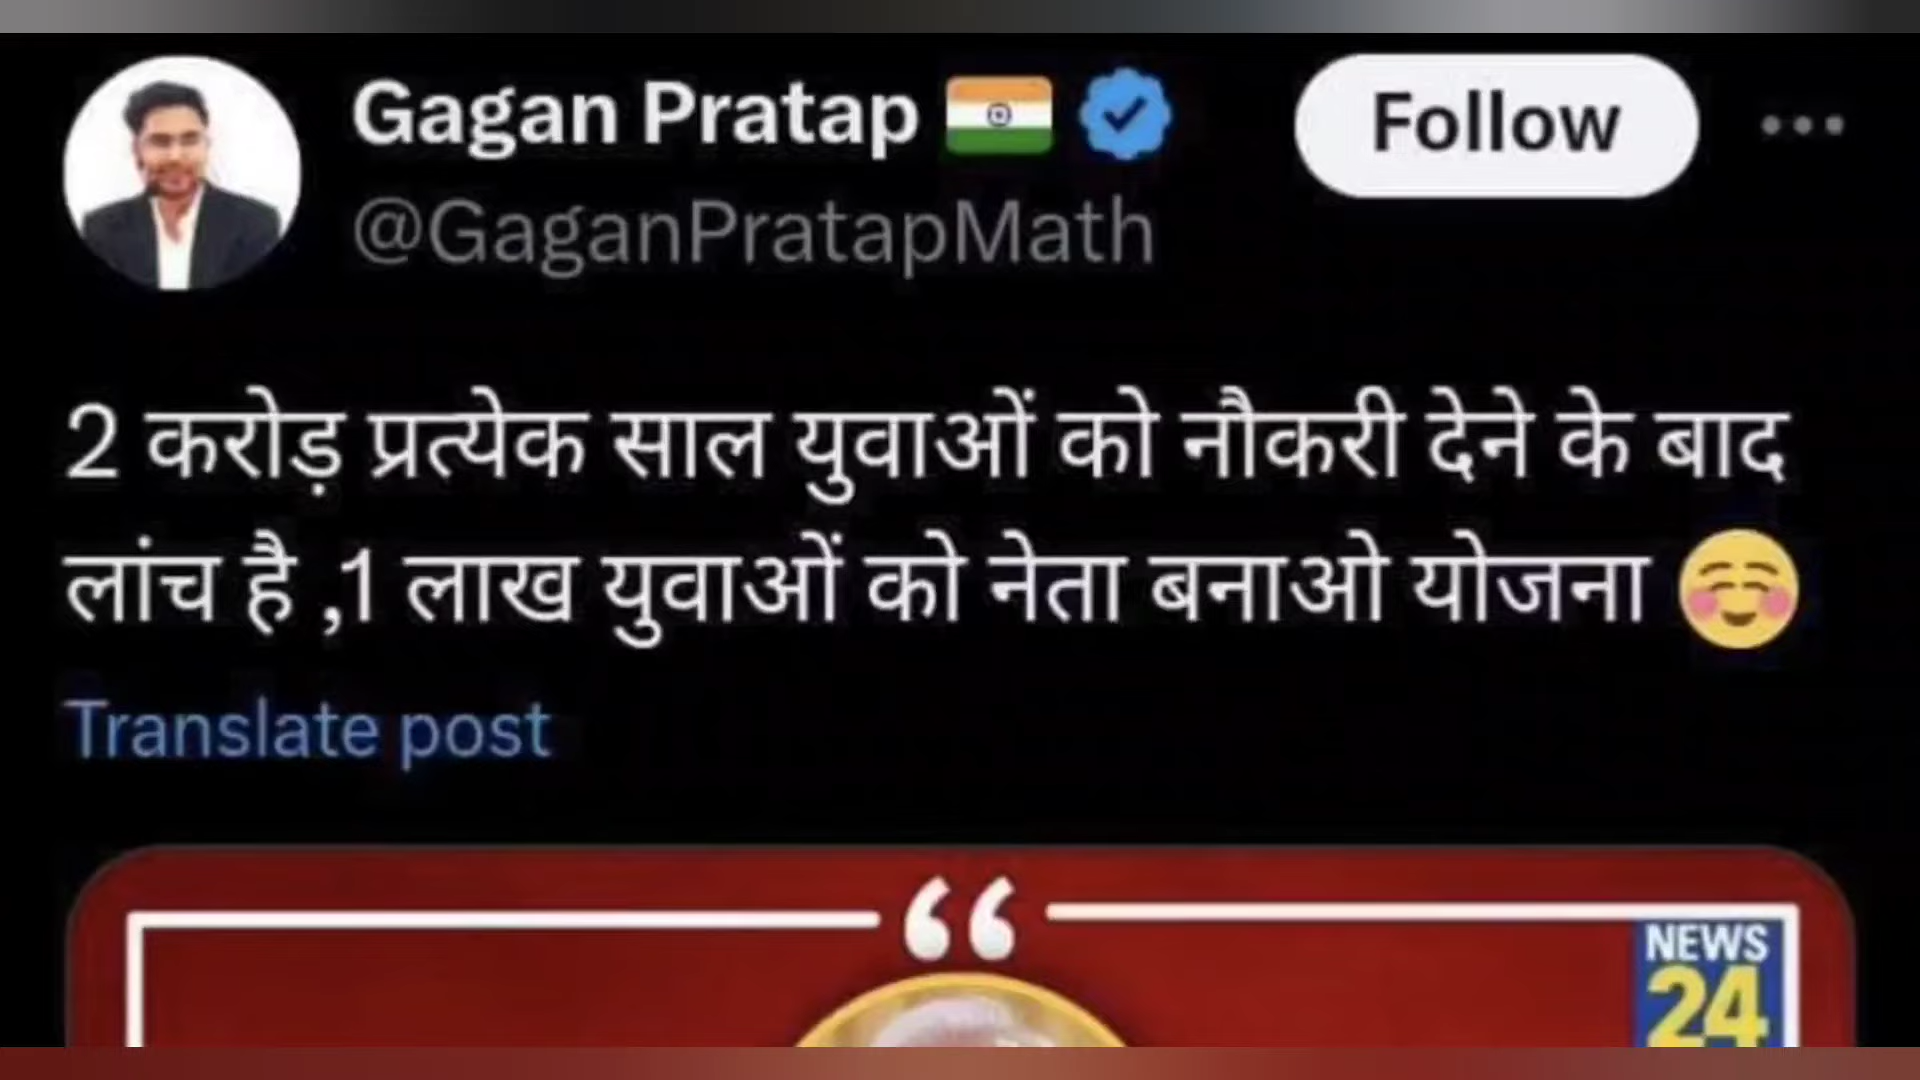 Gagan Pratap
Follow
@GaganPratapMath
2 करोड़ प्रत्येक साल युवाओं को नौकरी देने के बाद
लांच है ,1 लाख युवाओं को नेता बनाओ योजना ☺️
Translate post
“
NEWS
24